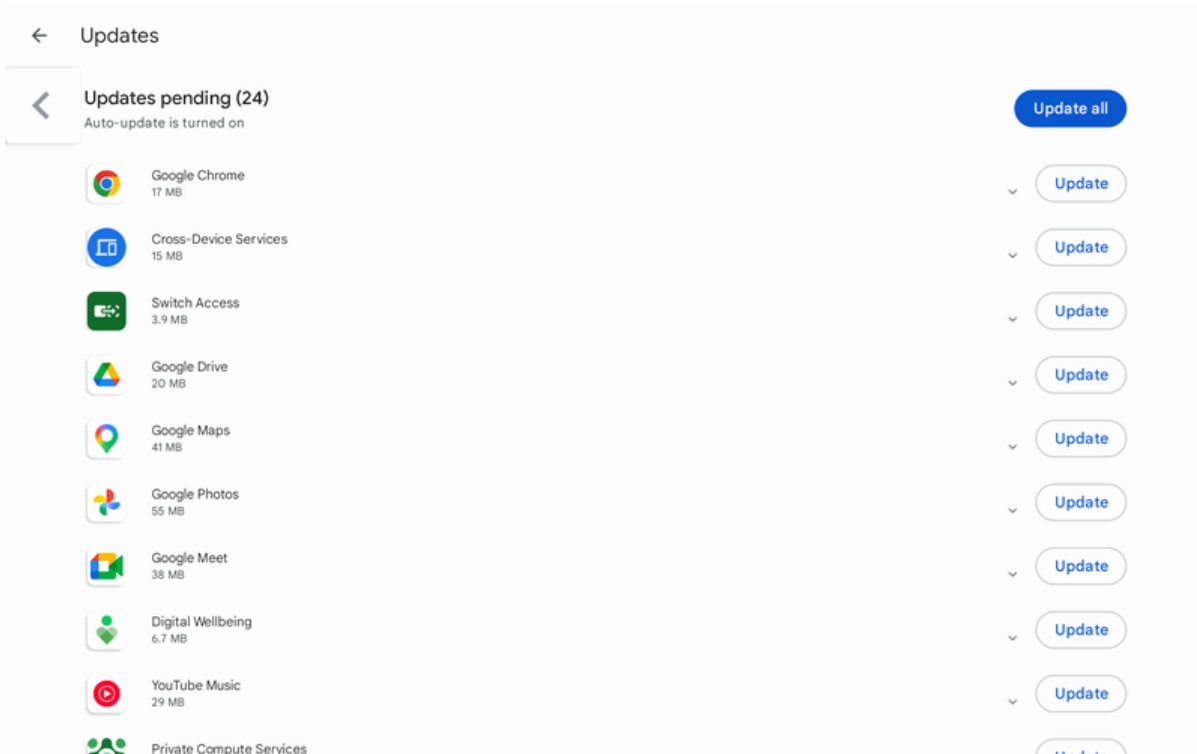 Updates
Updates pending (24)
Auto-update is turned on
Update all
Google Chrome
17 MB
Update
Cross-Device Services
15 MB
Update
Switch Access
3.9 MB
Update
Google Drive
20 MB
Update
Google Maps
41 MB
Update
Google Photos
55 MB
Update
Google Meet
38 MB
Update
Digital Wellbeing
6.7 MB
Update
YouTube Music
29 MB
Update
Private Compute Services
Update